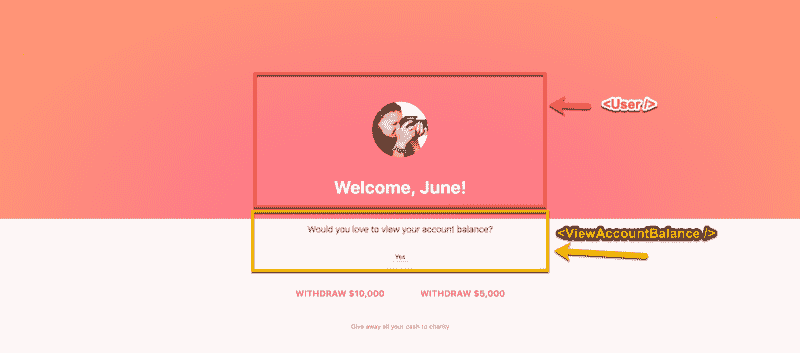 <User />
Welcome, June!
Would you love to view your account balance?
<ViewAccountBalance />
Yes
WITHDRAW $10,000 WITHDRAW $5,000
Give away all your cash to charity